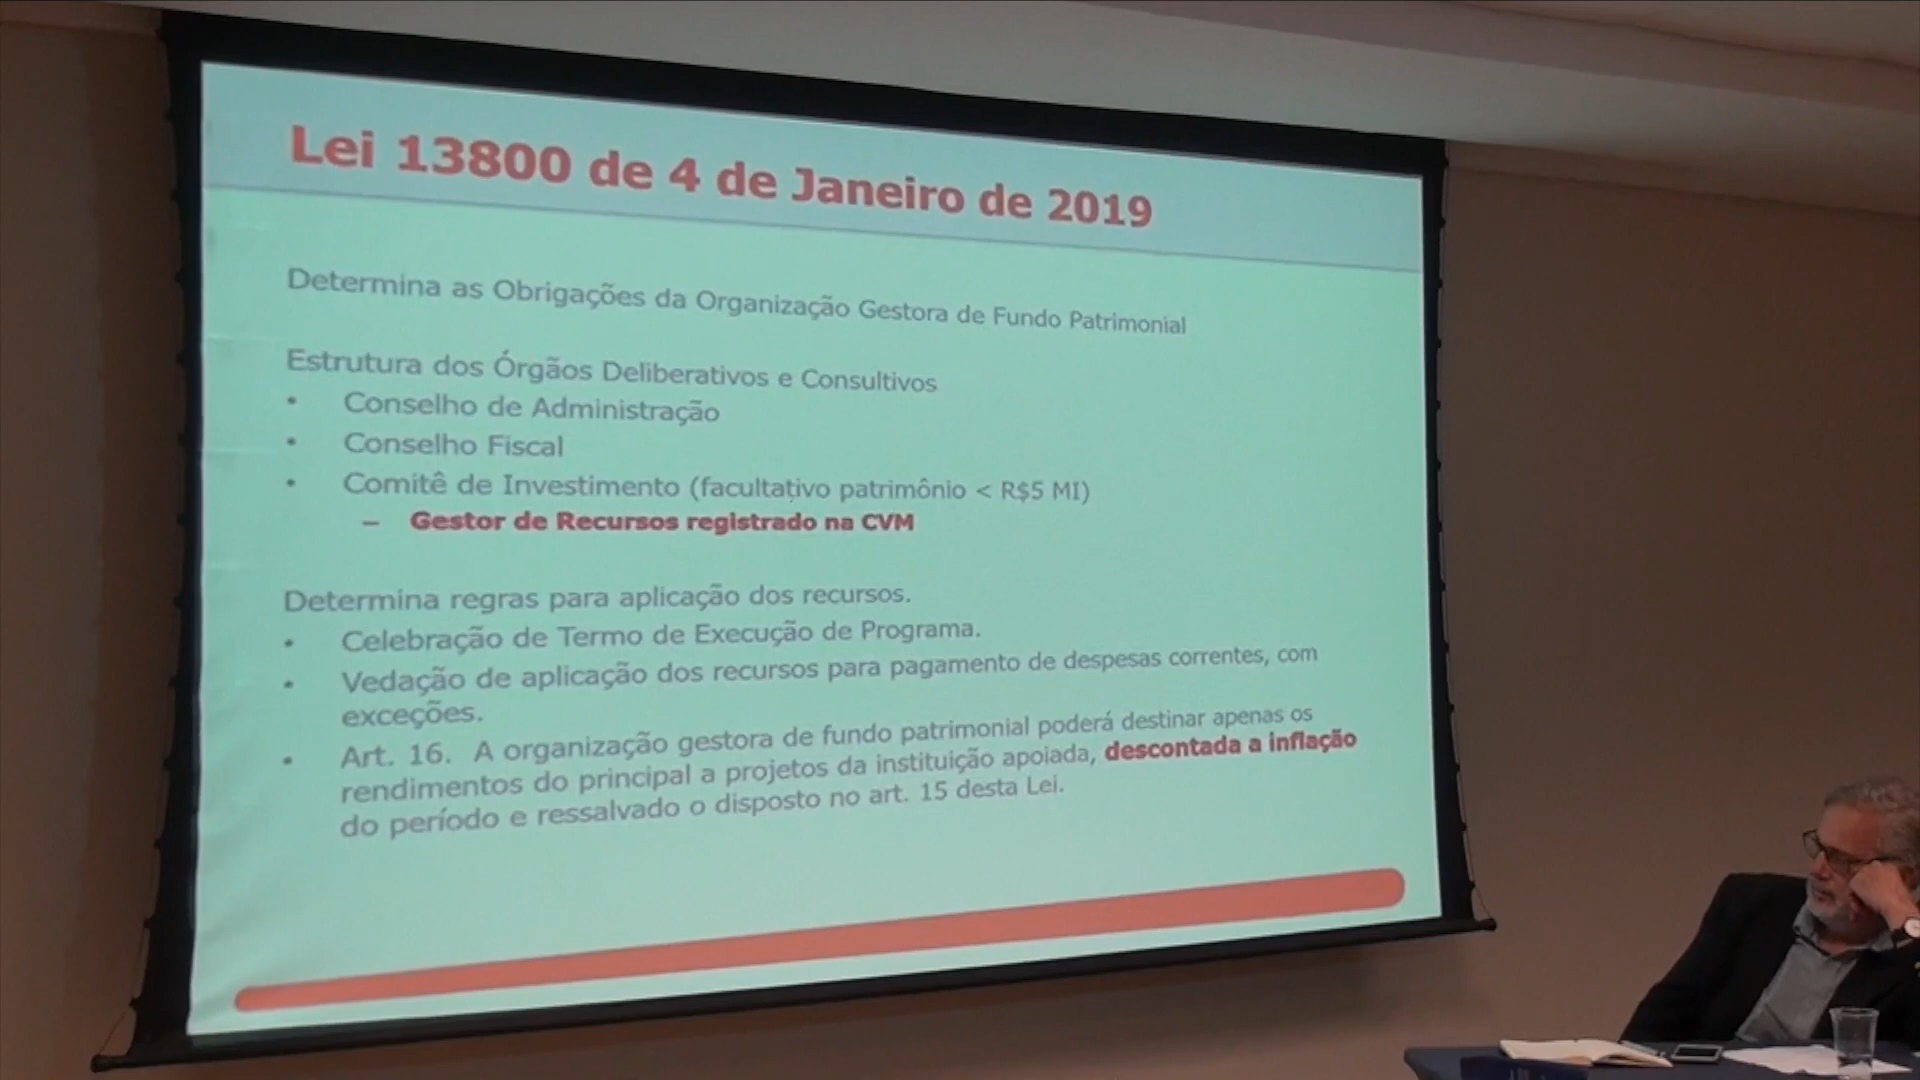 Lei 13800 de 4 de Janeiro de 2019
Determina as Obrigações da Organização Gestora de Fundo Patrimonial
Estrutura dos Órgãos Deliberativos e Consultivos
• Conselho de Administração
• Conselho Fiscal
• Comitê de Investimento (facultativo patrimônio < R$5 MI)
– Gestor de Recursos registrado na CVM
Determina regras para aplicação dos recursos.
• Celebração de Termo de Execução de Programa.
• Vedação de aplicação dos recursos para pagamento de despesas correntes, com
exceções.
• Art. 16. A organização gestora de fundo patrimonial poderá destinar apenas os
rendimentos do principal a projetos da instituição apoiada, descontada a inflação
do período e ressalvado o disposto no art. 15 desta Lei.